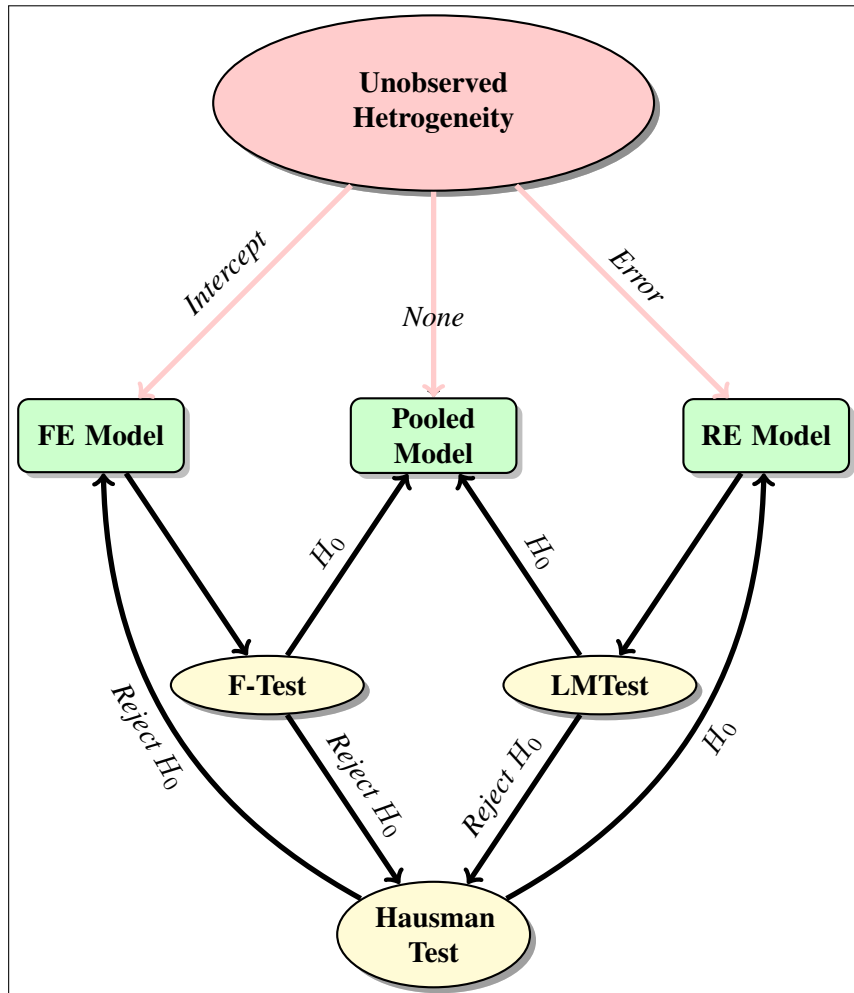 Unobserved
Hetrogeneity
Intercept
None
Error
FE Model
Pooled
Model
RE Model
H₀
H₀
F-Test
LMTest
Reject H₀
Reject H₀
Reject H₀
H₀
Hausman
Test